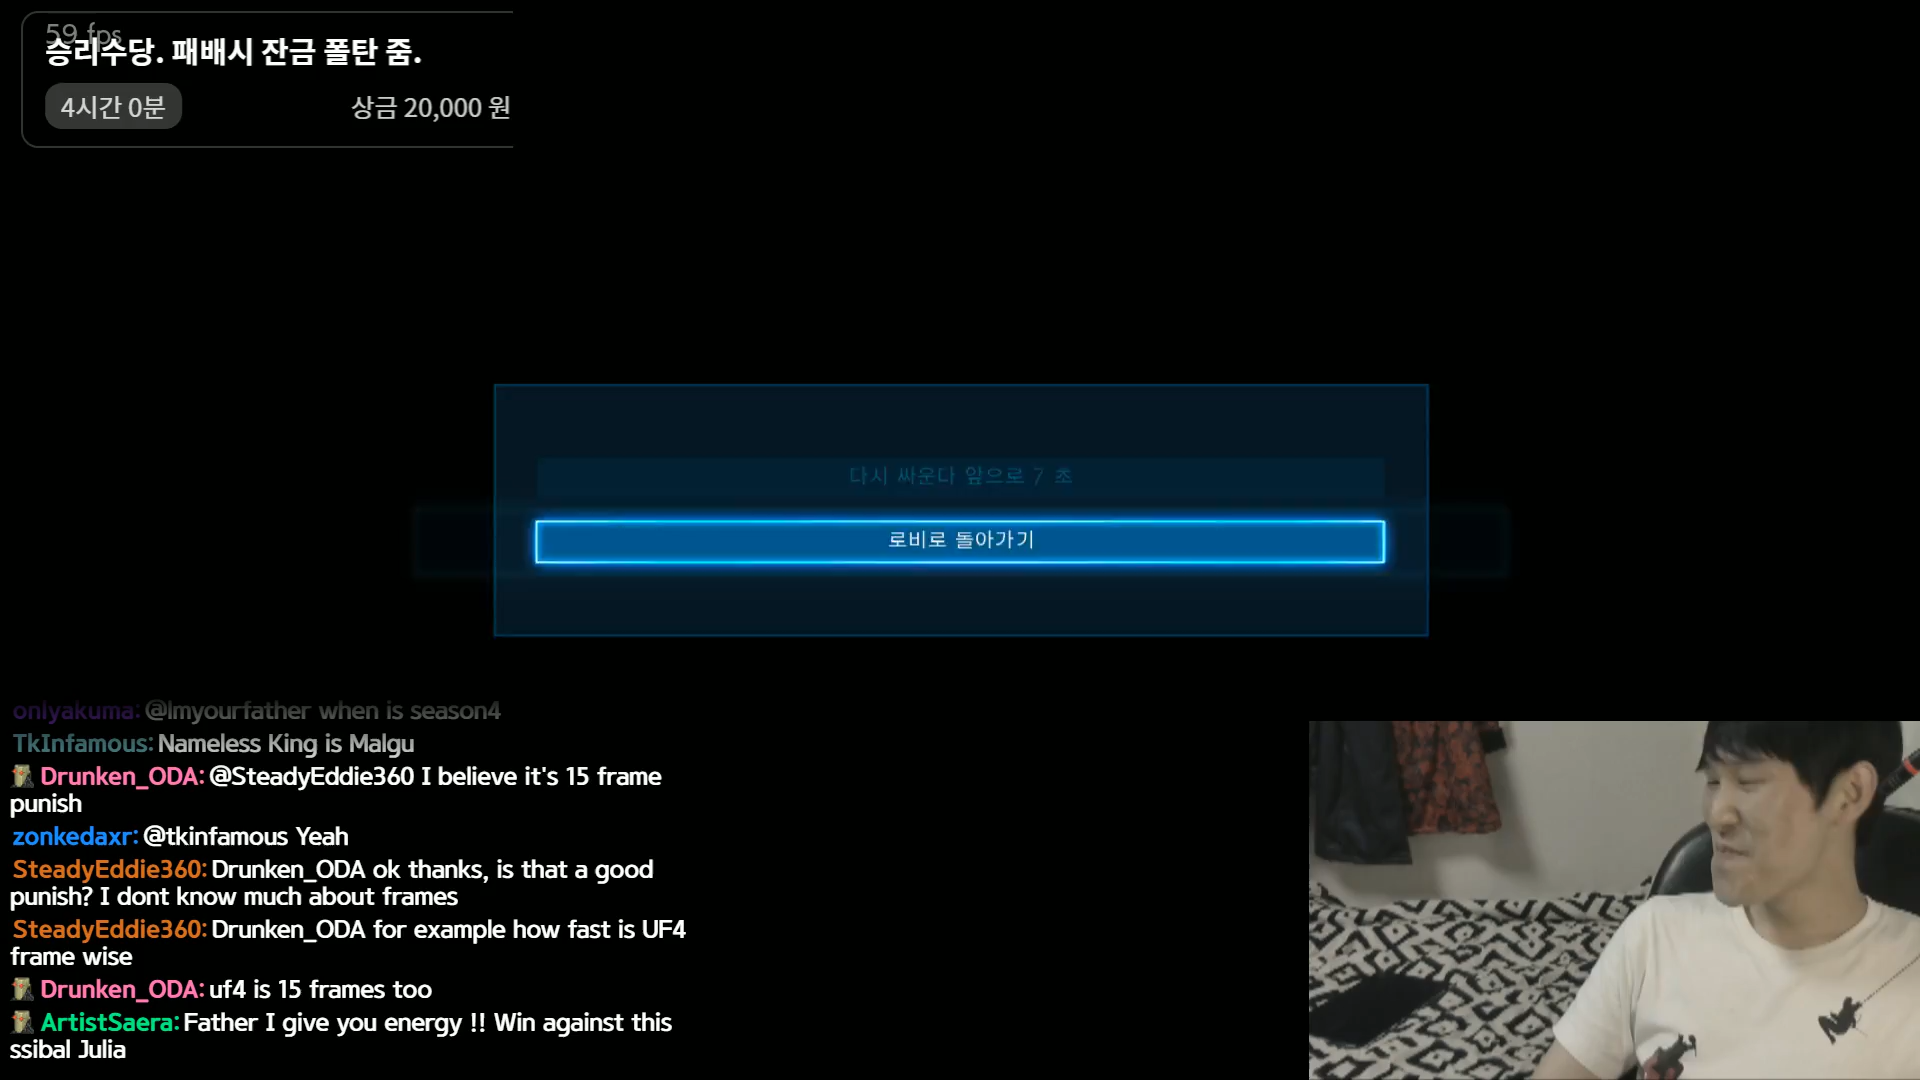 59 fps
승리수당. 패배시 잔금 폴탄 줌.
4시간 0분
상금 20,000 원
다시 싸운다 앞으로 7 초
로비로 돌아가기
onlyakuma: @Imyourfather when is season4
TkInfamous: Nameless King is Malgu
Drunken_ODA: @SteadyEddie360 I believe it's 15 frame
punish
zonkedaxr: @tkinfamous Yeah
SteadyEddie360: Drunken_ODA ok thanks, is that a good
punish? I dont know much about frames
SteadyEddie360: Drunken_ODA for example how fast is UF4
frame wise
Drunken_ODA: uf4 is 15 frames too
ArtistSaera: Father I give you energy !! Win against this
ssibal Julia